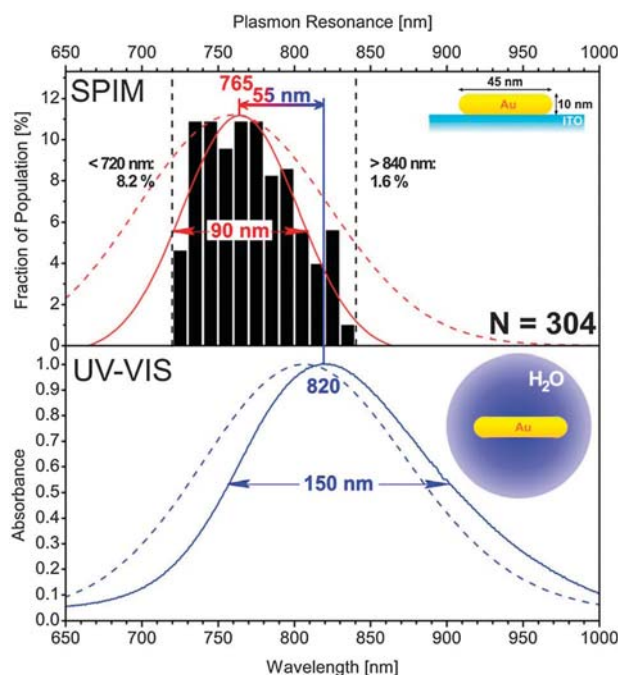 Plasmon Resonance [nm]
650 700 750 800 850 900 950 1000
SPIM
765
55 nm
45 nm
Au
10 nm
ITO
< 720 nm:
8.2 %
> 840 nm:
1.6 %
90 nm
N = 304
Fraction of Population [%]
12
10
8
6
4
2
0
UV-VIS
820
H2O
Au
150 nm
Absorbance
1.0
0.9
0.8
0.7
0.6
0.5
0.4
0.3
0.2
0.1
0.0
650 700 750 800 850 900 950 1000
Wavelength [nm]